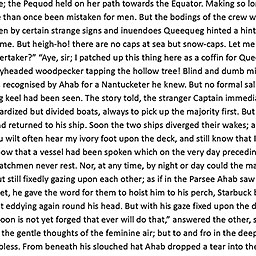 e; the Pequod held on her path towards the Equator. Making so lo
e than once been mistaken for men. But the bodings of the crew w
en by certain strange signs and inuendoes Queequeg hinted a hint
me. But heigh-ho! there are no caps at sea but snow-caps. Let me
ertaker?” “Aye, sir; I patched up this thing here as a coffin for Que
eyheaded woodpecker tapping the hollow tree! Blind and dumb mi
recognised by Ahab for a Nantucketer he knew. But no formal sal
g keel had been seen. The story told, the stranger Captain immedia
ardized but divided boats, always to pick up the majority first. But
d returned to his ship. Soon the two ships diverged their wakes; a
u wilt often hear my ivory foot upon the deck, and still know that I
ow that a vessel had been spoken which on the very day precedin
atchmen never rest. Nor, at any time, by night or day could the ma
t still fixedly gazing upon each other; as if in the Parsee Ahab saw
et, he gave the word for them to hoist him to his perch, Starbuck b
t eddying again round his head. But with his gaze fixed upon the d
oon is not yet forged that ever will do that,” answered the other, s
the gentle thoughts of the feminine air; but to and fro in the deep
pless. From beneath his slouched hat Ahab dropped a tear into the